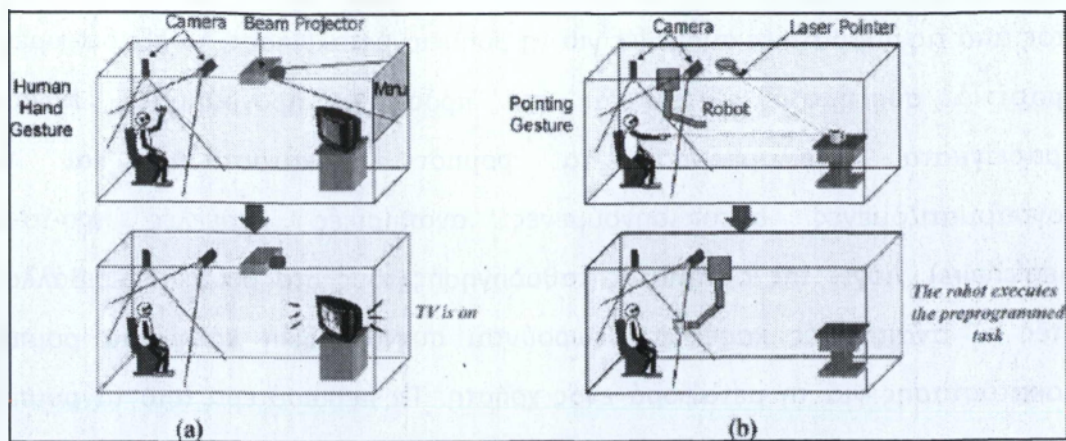 Camera Beam Projector
Human
Hand
Gesture
Menu
TV is on
(a)
Camera Laser Pointer
Pointing
Gesture
Robot
The robot executes
the preprogrammed
task
(b)